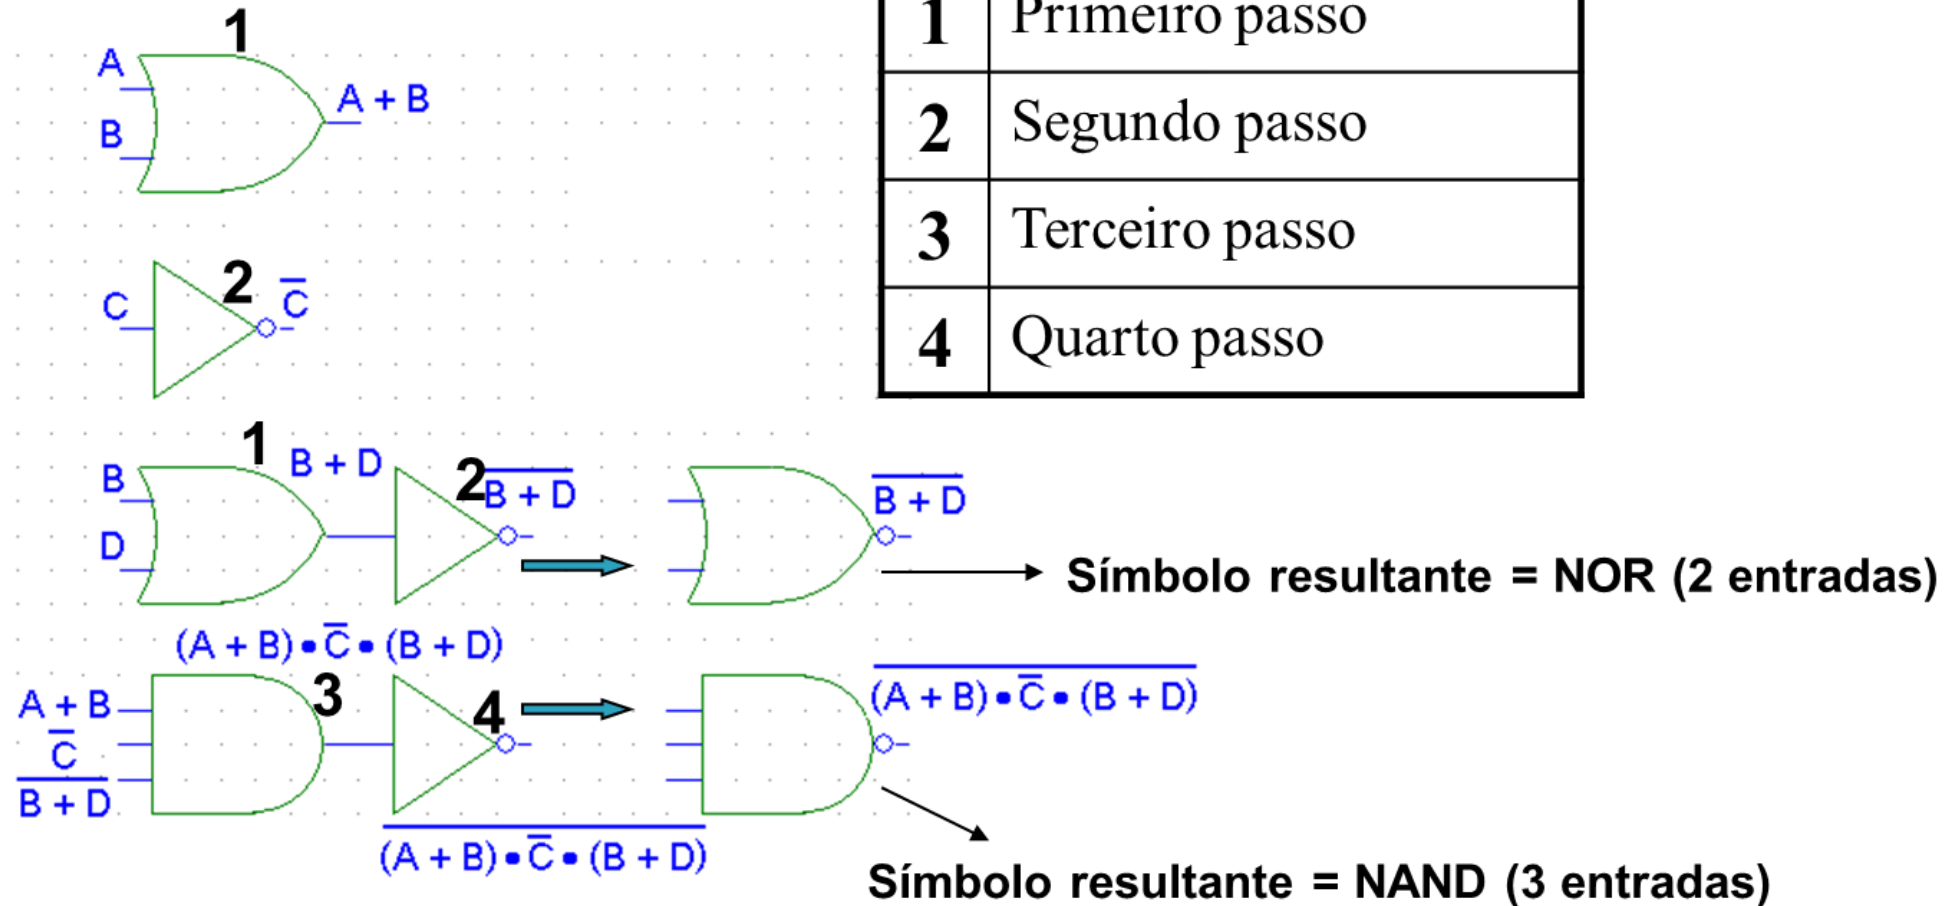 1
A
A + B
B
1 Primeiro passo
2 Segundo passo
3 Terceiro passo
4 Quarto passo
2
C
C̅
1
B
B + D
D
2
B̅ ̅+̅ ̅D̅
B̅ ̅+̅ ̅D̅
Símbolo resultante = NOR (2 entradas)
(A + B)•C̅•(B + D)
A + B
C̅
B̅ ̅+̅ ̅D̅
3
4
(̅A̅ ̅+̅ ̅B̅)̅•̅C̅̅•̅(̅B̅ ̅+̅ ̅D̅)̅
(̅A̅ ̅+̅ ̅B̅)̅•̅C̅̅•̅(̅B̅ ̅+̅ ̅D̅)̅
Símbolo resultante = NAND (3 entradas)